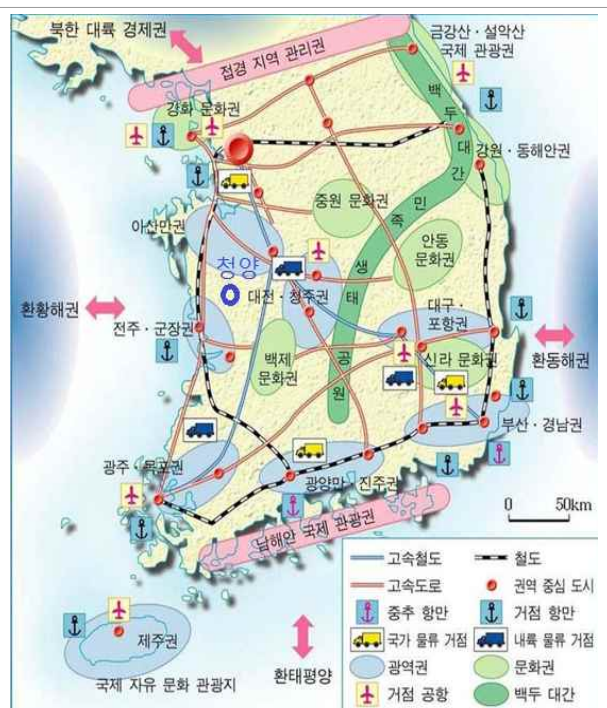 북한 대륙 경제권
접경 지역 관리권
금강산·설악산
국제 관광권
강화 문화권
백두대간
강원·동해안권
중원 문화권
아산만권
안동
문화권
민족
생태
공원
청양
대전·청주권
대구·
포항권
환황해권
전주·군장권
백제
문화권
신라 문화권
환동해권
부산·경남권
광주·목포권
광양만·진주권
남해안 국제 관광권
0 50km
제주권
국제 자유 문화 관광지
환태평양
고속철도
철도
고속도로
권역 중심 도시
중추 항만
거점 항만
국가 물류 거점
내륙 물류 거점
광역권
문화권
거점 공항
백두 대간